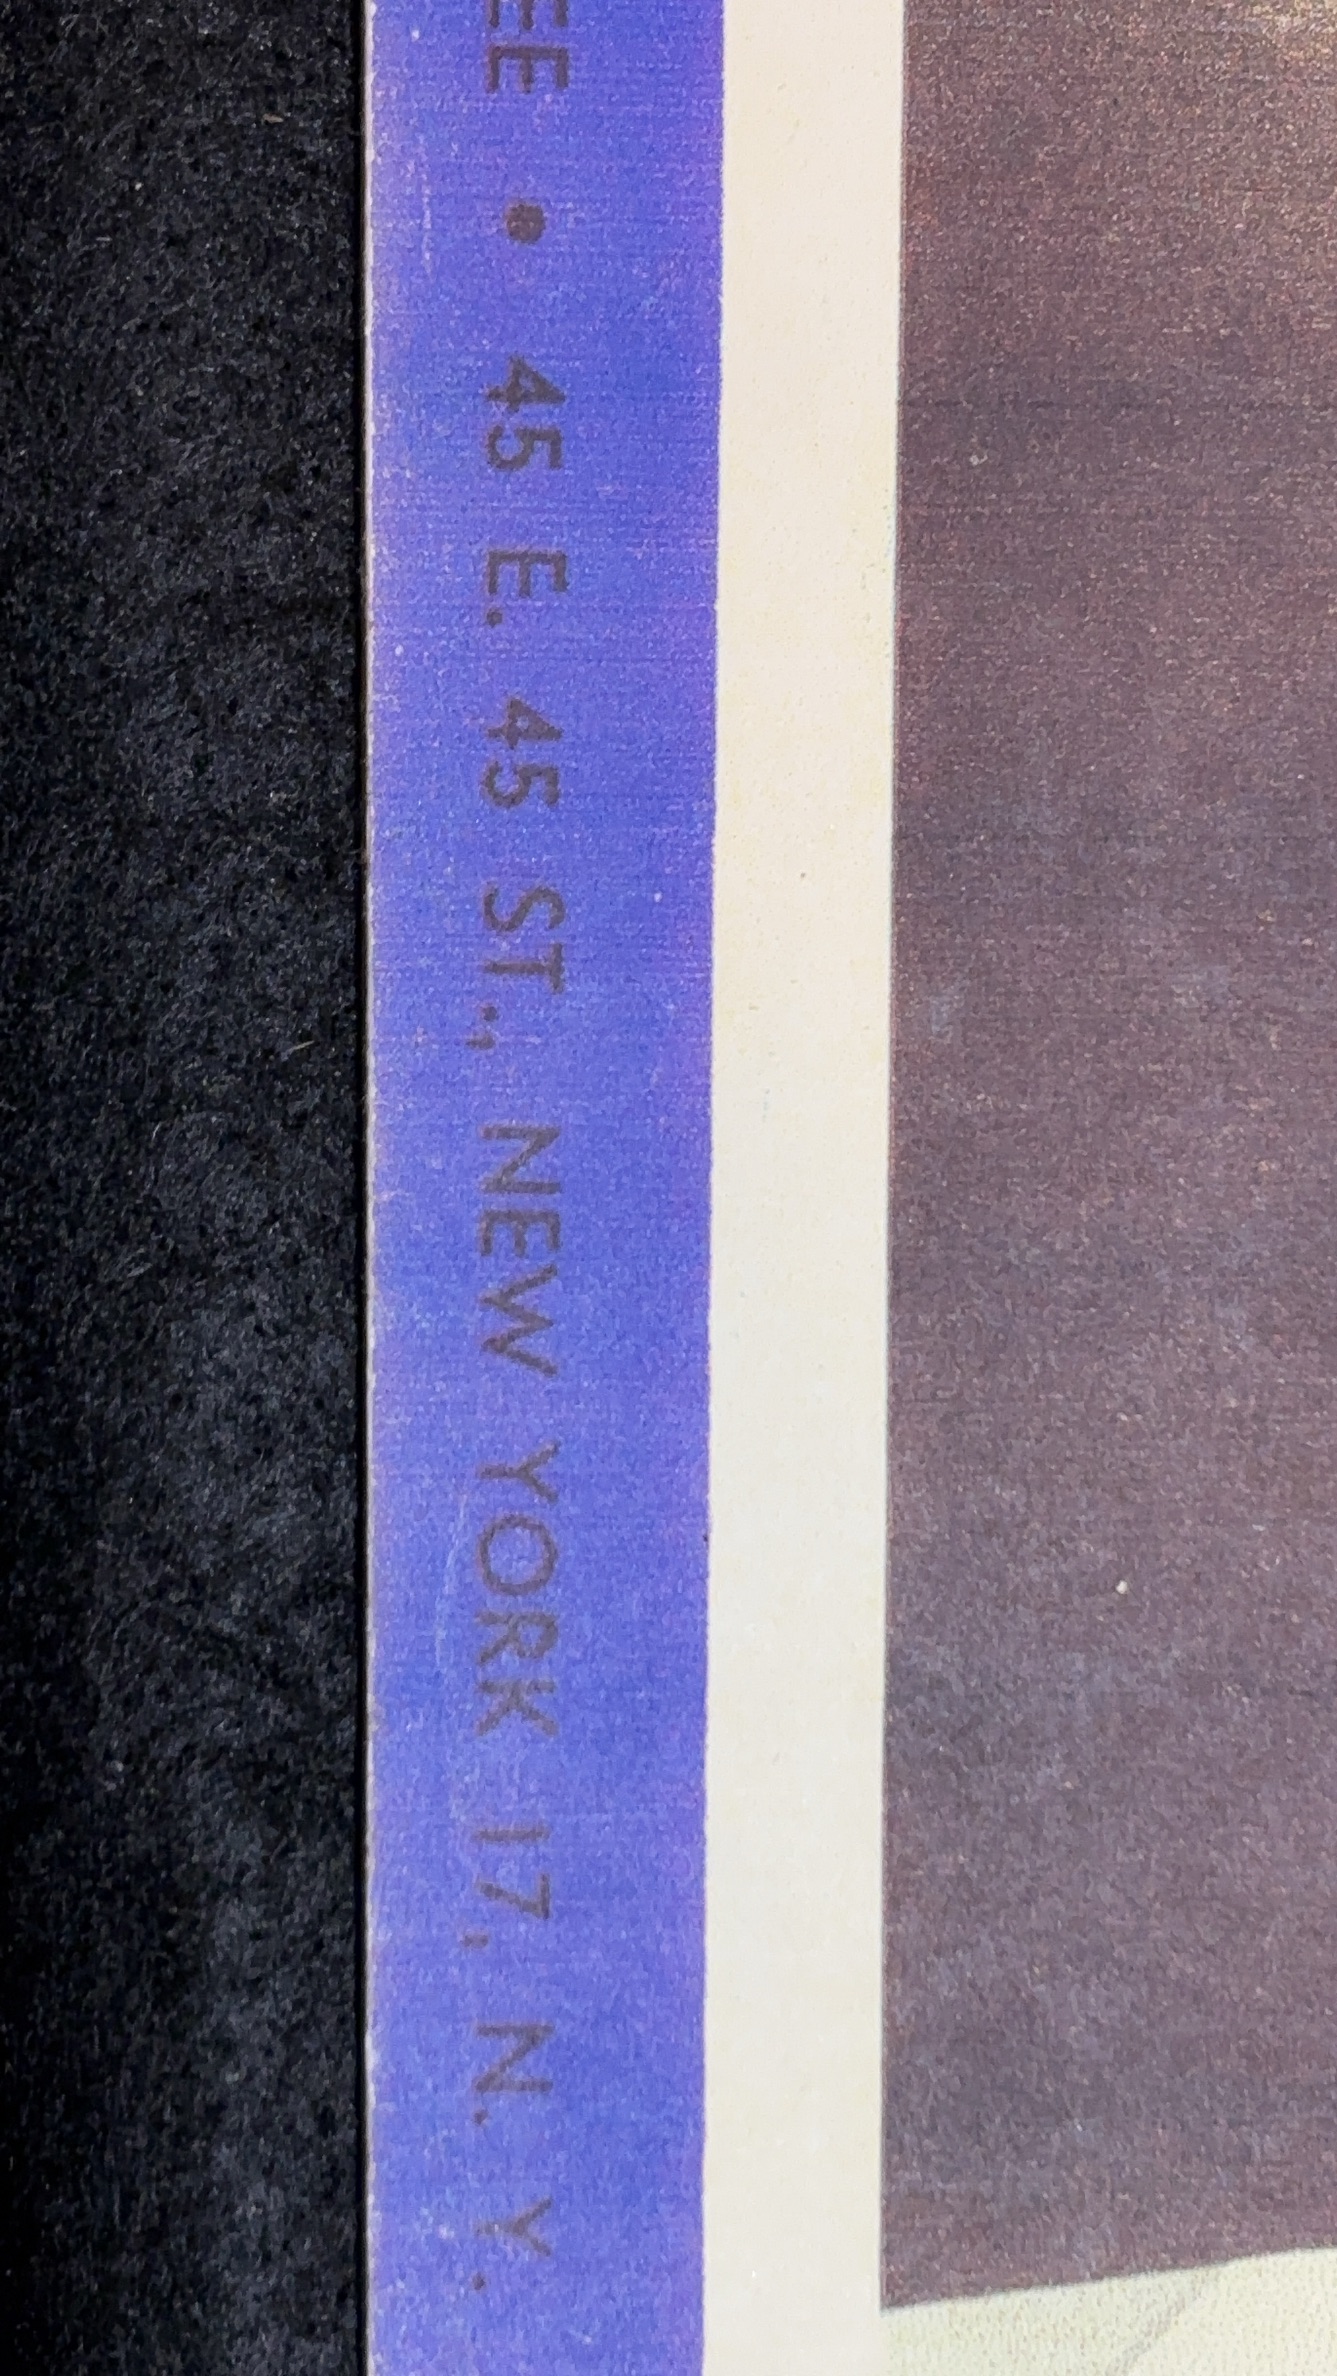 EE • 45 E. 45 ST., NEW YORK 17, N. Y.